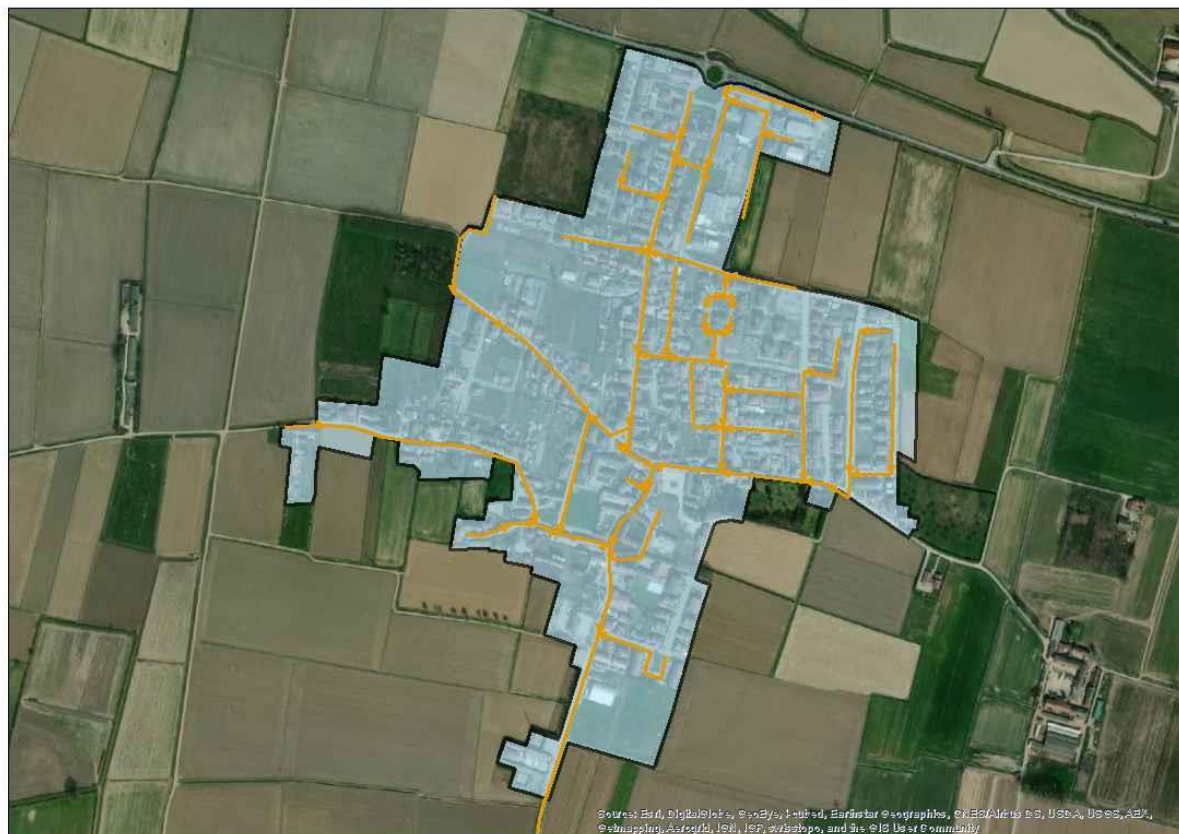 Source: Esri, DigitalGlobe, GeoEye, i-cubed, Earthstar Geographics, CNES/Airbus DS, USDA, USGS, AEX,
Getmapping, Aerogrid, IGN, IGP, swisstopo, and the GIS User Community